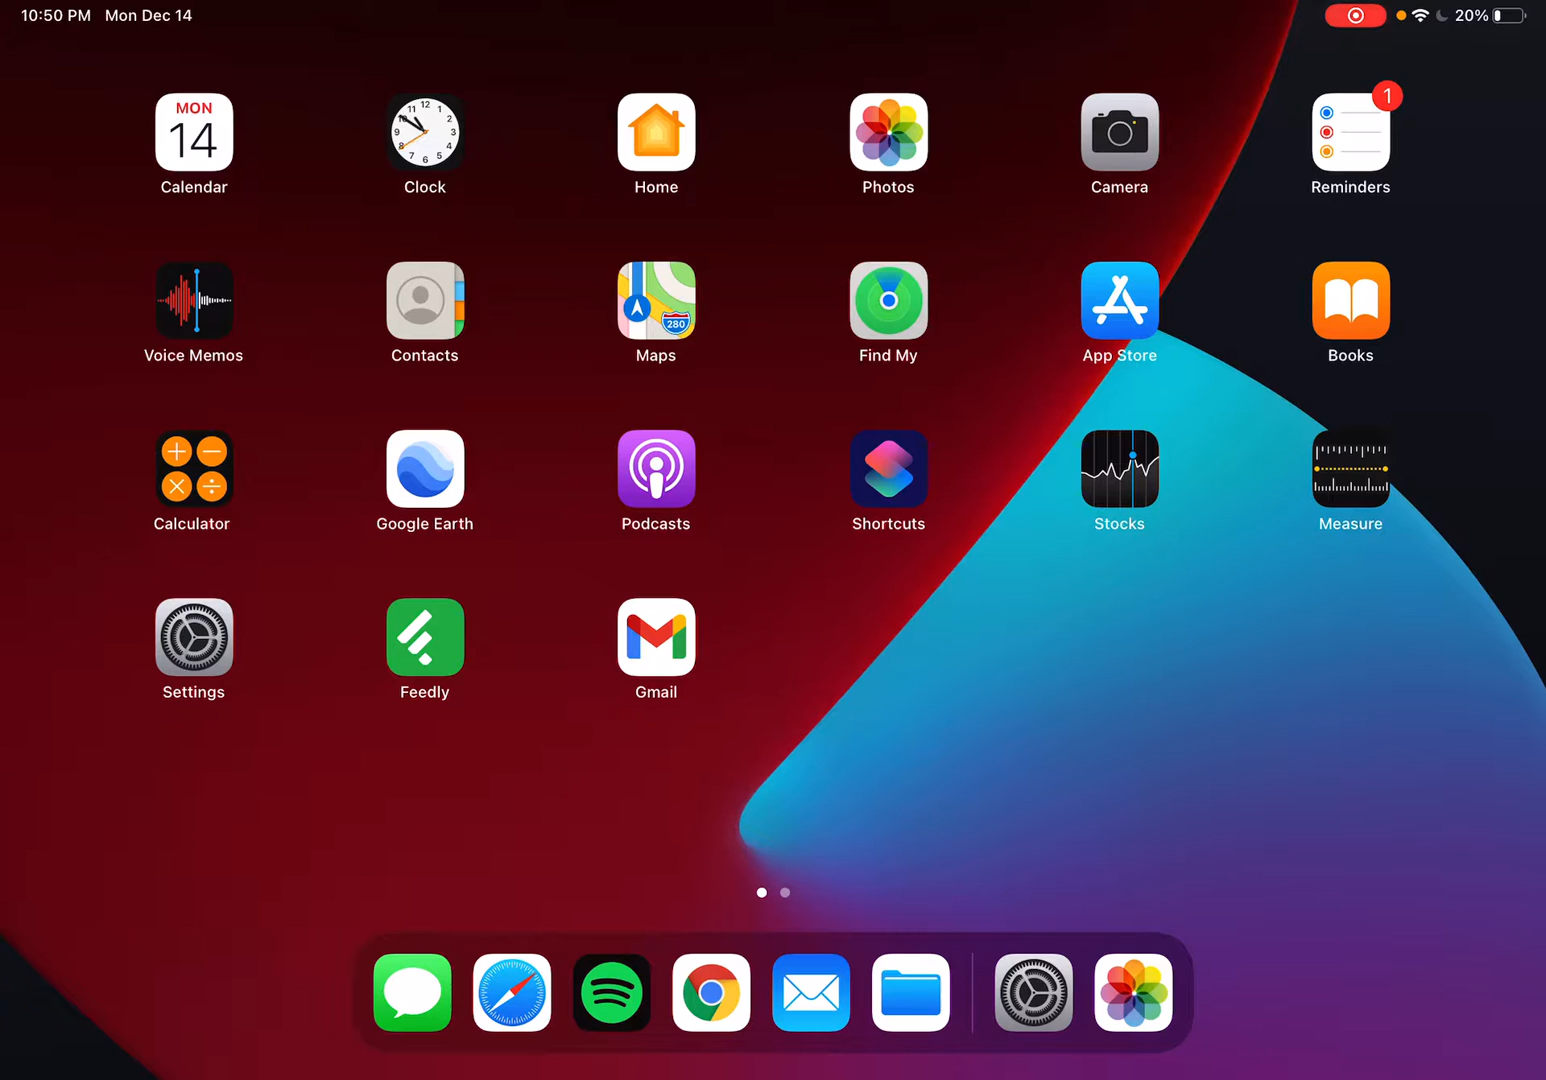 10:50 PM Mon Dec 14
20%
MON
14
1
Calendar
Clock
Home
Photos
Camera
Reminders
280
Voice Memos
Contacts
Maps
Find My
App Store
Books
Calculator
Google Earth
Podcasts
Shortcuts
Stocks
Measure
Settings
Feedly
Gmail